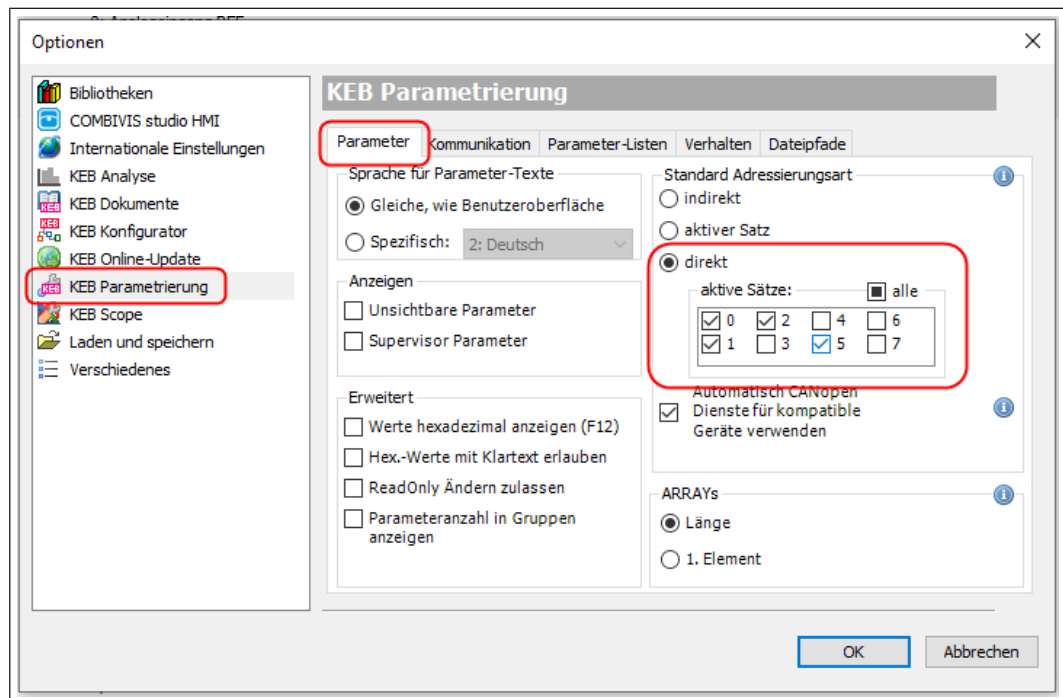 Optionen
Bibliotheken
COMBIVIS studio HMI
Internationale Einstellungen
KEB Analyse
KEB Dokumente
KEB Konfigurator
KEB Online-Update
KEB Parametrierung
KEB Scope
Laden und speichern
Verschiedenes
KEB Parametrierung
Parameter Kommunikation Parameter-Listen Verhalten Dateipfade
Sprache für Parameter-Texte
Gleiche, wie Benutzeroberfläche
Spezifisch: 2: Deutsch
Anzeigen
Unsichtbare Parameter
Supervisor Parameter
Erweitert
Werte hexadezimal anzeigen (F12)
Hex.-Werte mit Klartext erlauben
ReadOnly Ändern zulassen
Parameteranzahl in Gruppen
anzeigen
Standard Adressierungsart
indirekt
aktiver Satz
direkt
aktive Sätze: alle
0 2 4 6
1 3 5 7
Automatisch CANopen
Dienste für kompatible
Geräte verwenden
ARRAYs
Länge
1. Element
OK Abbrechen